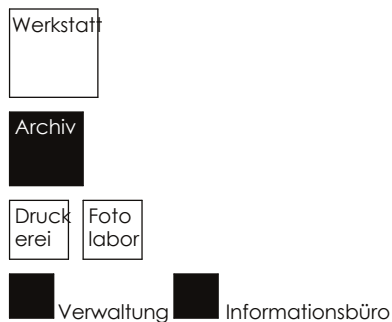 Werkstatt
Archiv
Druck Foto
erei labor
Verwaltung Informationsbüro